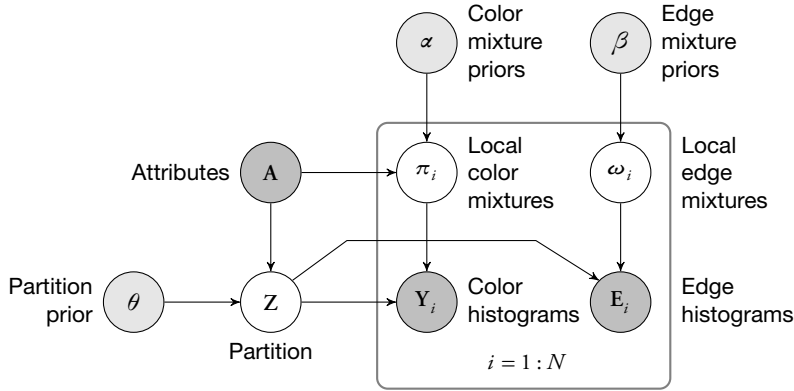 α
Color
mixture
priors
β
Edge
mixture
priors
Attributes
A
π_i
Local
color
mixtures
ω_i
Local
edge
mixtures
Partition
prior
θ
Z
Partition
Y_i
Color
histograms
E_i
Edge
histograms
i = 1 : N